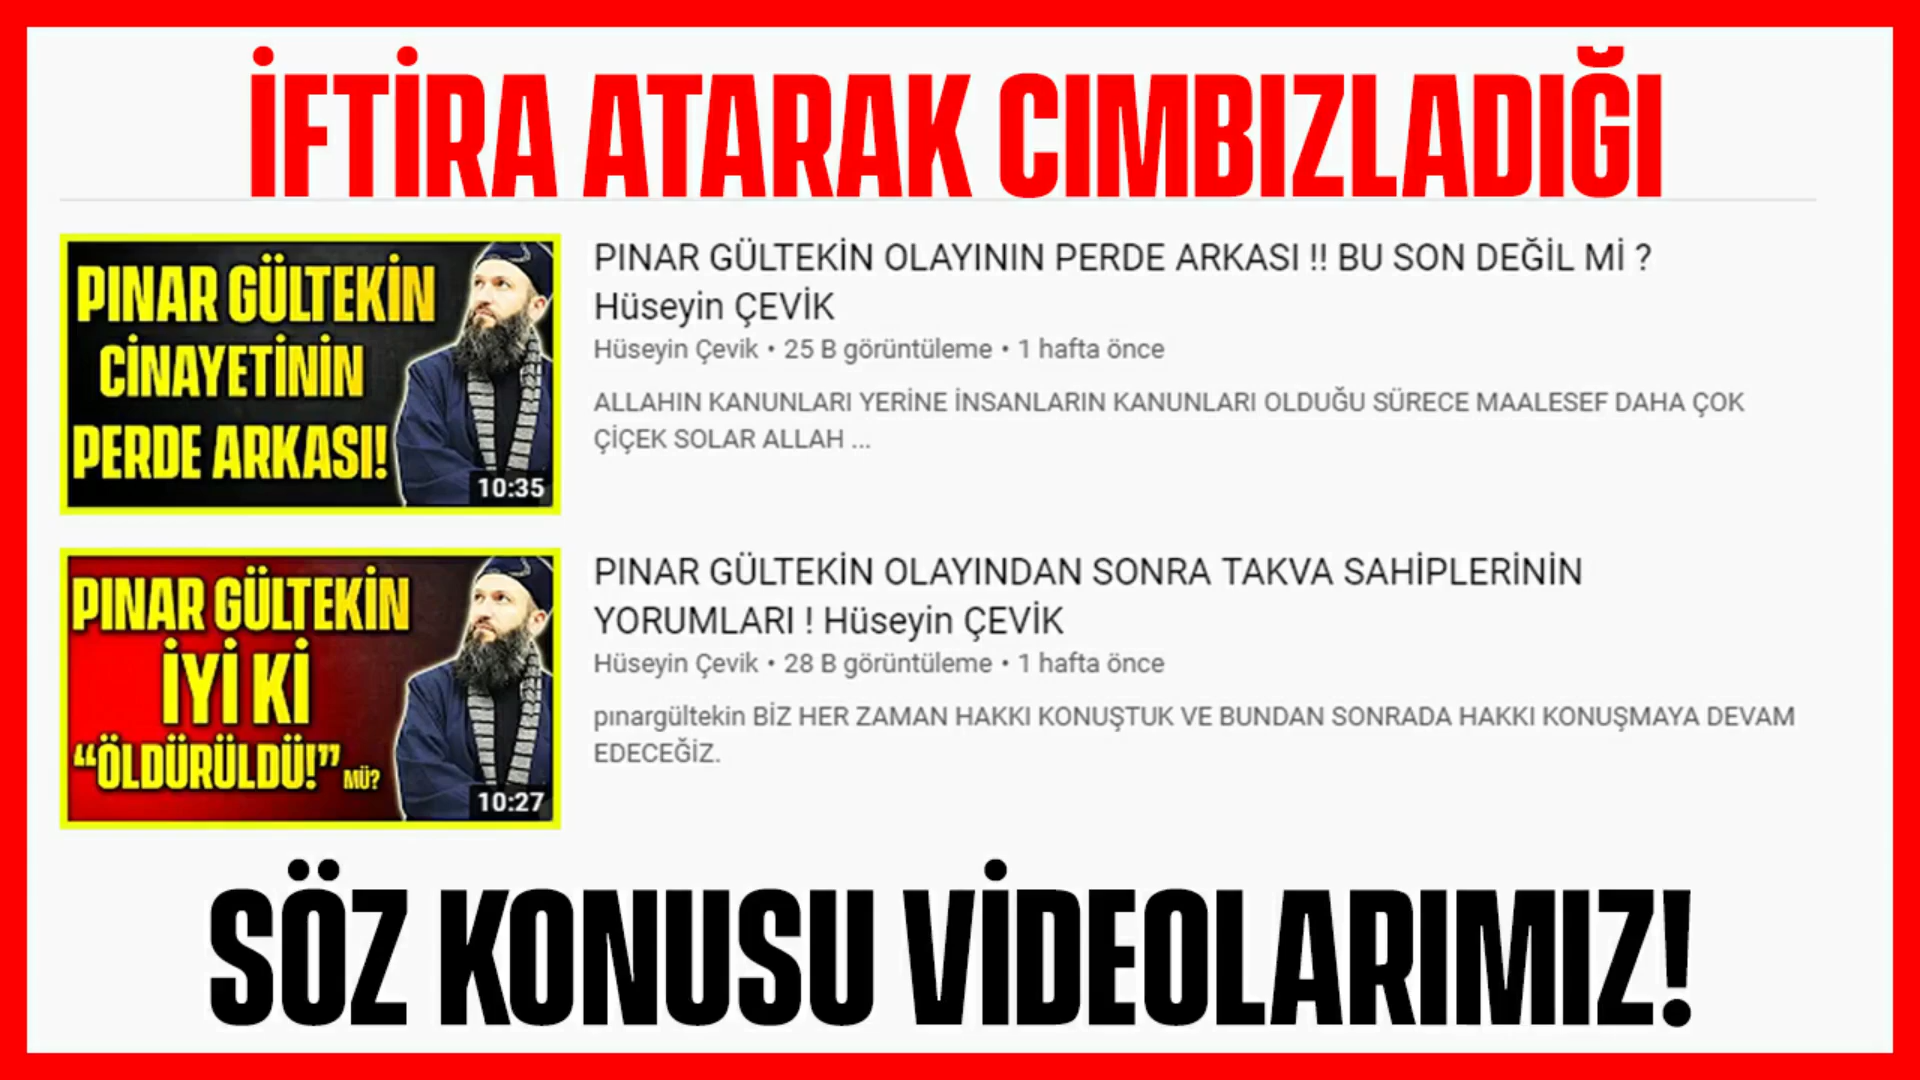 İFTİRA ATARAK CIMBIZLADIĞI
PINAR GÜLTEKİN
CİNAYETİNİN
PERDE ARKASI!
10:35
PINAR GÜLTEKİN OLAYININ PERDE ARKASI !! BU SON DEĞİL Mİ ?
Hüseyin ÇEVİK
Hüseyin Çevik • 25 B görüntüleme • 1 hafta önce
ALLAHIN KANUNLARI YERİNE İNSANLARIN KANUNLARI OLDUĞU SÜRECE MAALESEF DAHA ÇOK
ÇİÇEK SOLAR ALLAH ...
PINAR GÜLTEKİN
İYİ Kİ
“ÖLDÜRÜLDÜ!” MÜ?
10:27
PINAR GÜLTEKİN OLAYINDAN SONRA TAKVA SAHİPLERİNİN
YORUMLARI ! Hüseyin ÇEVİK
Hüseyin Çevik • 28 B görüntüleme • 1 hafta önce
pınargültekin BİZ HER ZAMAN HAKKI KONUŞTUK VE BUNDAN SONRADA HAKKI KONUŞMAYA DEVAM
EDECEĞİZ.
SÖZ KONUSU VİDEOLARIMIZ!